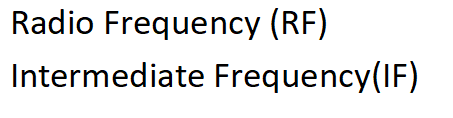 Radio Frequency (RF)
Intermediate Frequency(IF)